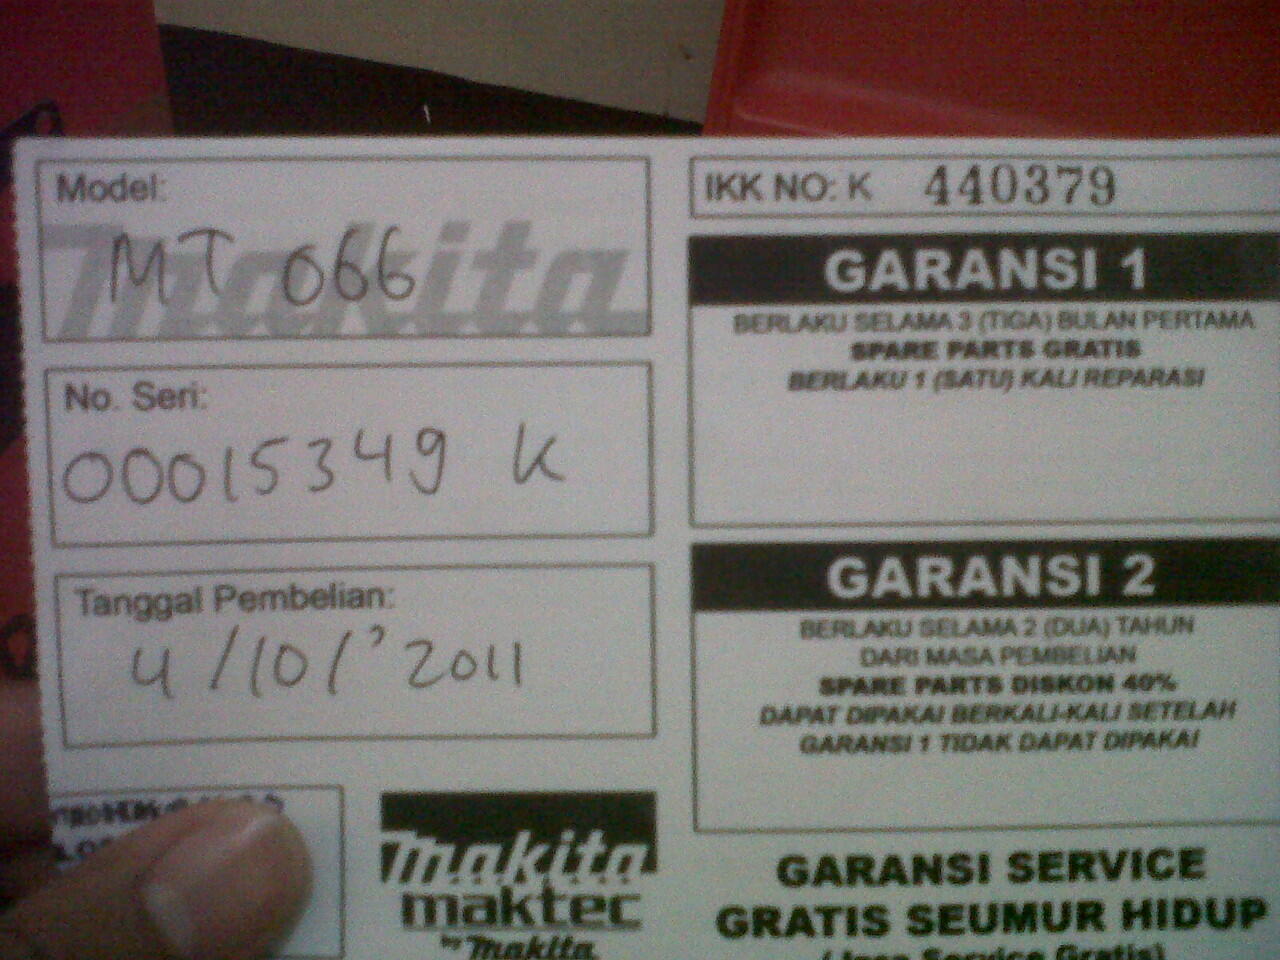 Model:
makita
MT 066
No. Seri:
00015349 K
Tanggal Pembelian:
4/10/'2011
makita
maktec
by makita
IKK NO: K 440379
GARANSI 1
BERLAKU SELAMA 3 (TIGA) BULAN PERTAMA
SPARE PARTS GRATIS
BERLAKU 1 (SATU) KALI REPARASI
GARANSI 2
BERLAKU SELAMA 2 (DUA) TAHUN
DARI MASA PEMBELIAN
SPARE PARTS DISKON 40%
DAPAT DIPAKAI BERKALI-KALI SETELAH
GARANSI 1 TIDAK DAPAT DIPAKAI
GARANSI SERVICE
GRATIS SEUMUR HIDUP
(Jasa Service Gratis)